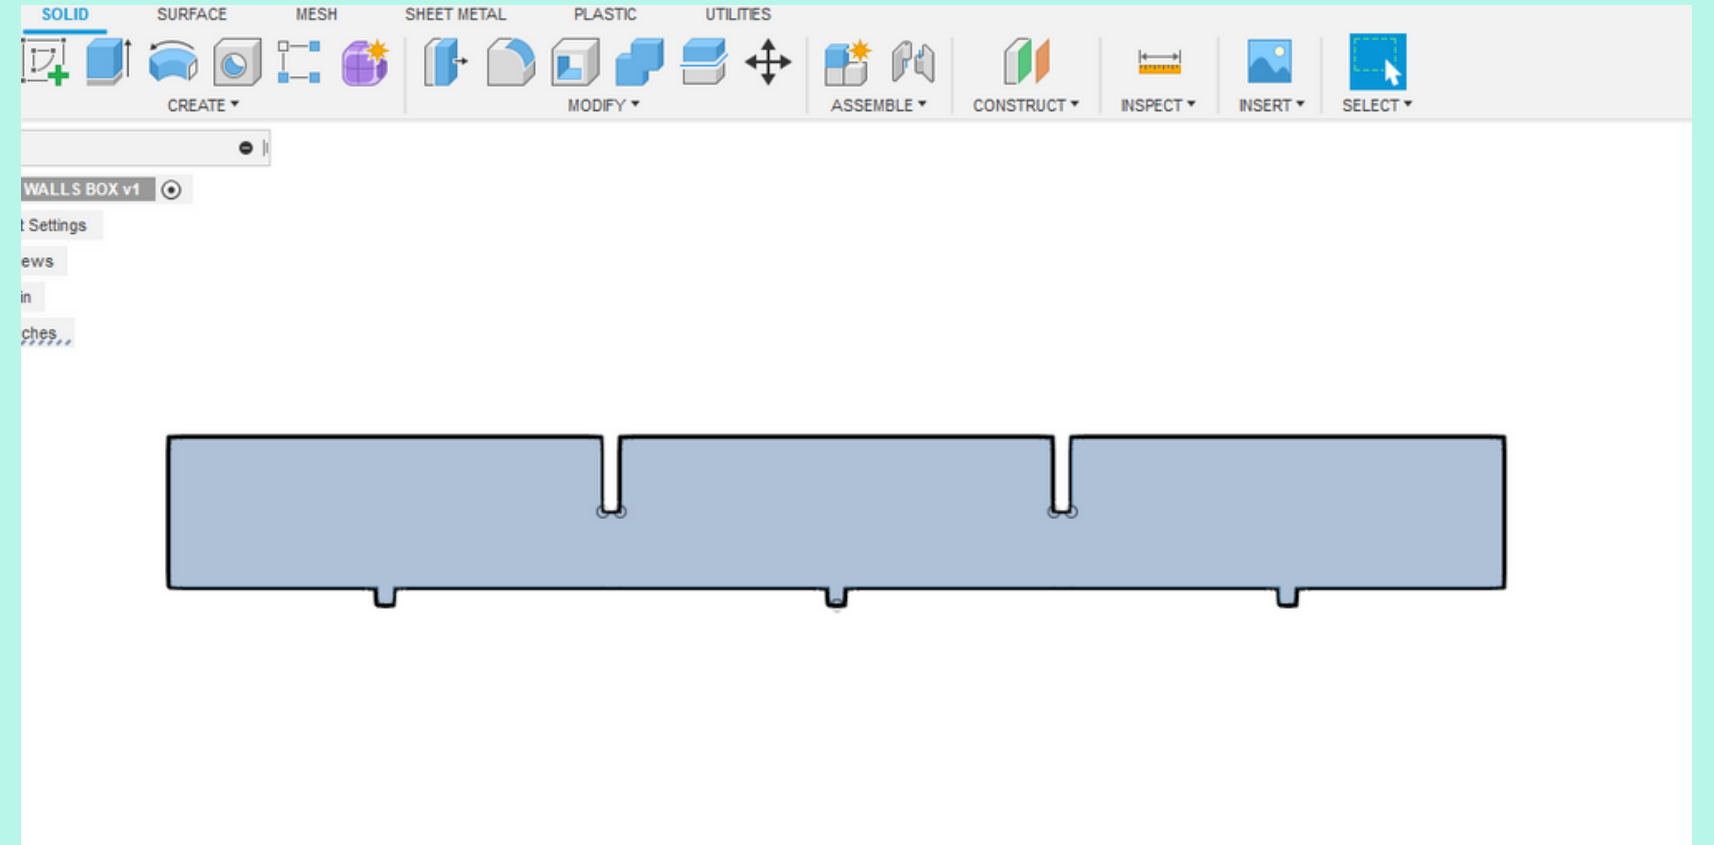 SOLID SURFACE MESH SHEET METAL PLASTIC UTILITIES
CREATE MODIFY ASSEMBLE CONSTRUCT INSPECT INSERT SELECT
WALLS BOX v1
t Settings
ews
in
ches